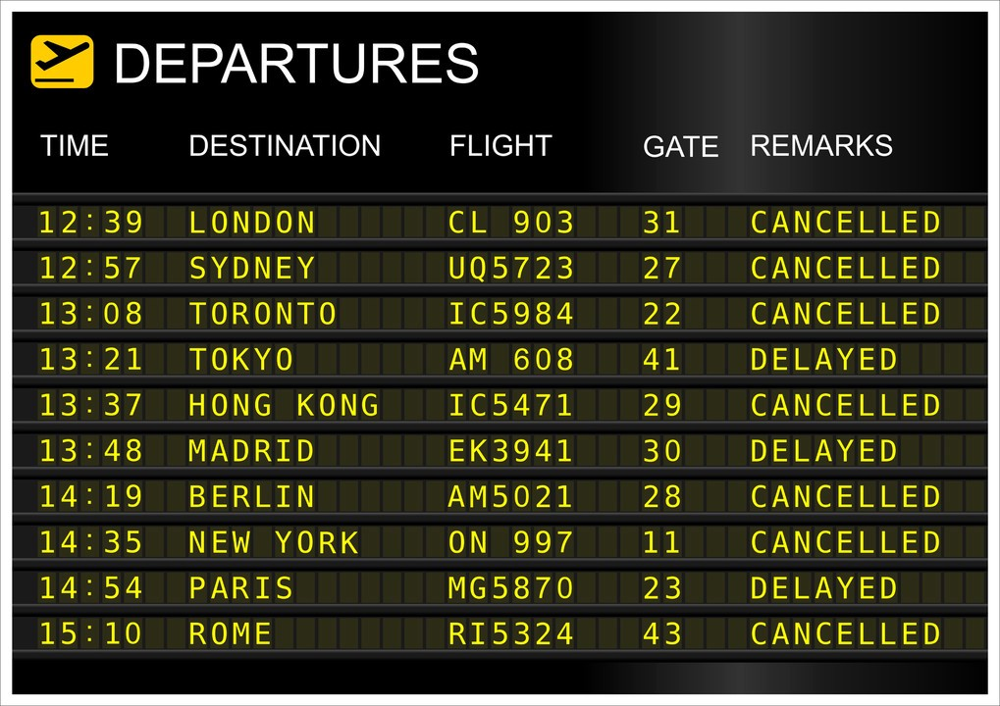 DEPARTURES
TIME DESTINATION FLIGHT GATE REMARKS
12:39 LONDON CL 903 31 CANCELLED
12:57 SYDNEY UQ5723 27 CANCELLED
13:08 TORONTO IC5984 22 CANCELLED
13:21 TOKYO AM 608 41 DELAYED
13:37 HONG KONG IC5471 29 CANCELLED
13:48 MADRID EK3941 30 DELAYED
14:19 BERLIN AM5021 28 CANCELLED
14:35 NEW YORK ON 997 11 CANCELLED
14:54 PARIS MG5870 23 DELAYED
15:10 ROME RI5324 43 CANCELLED